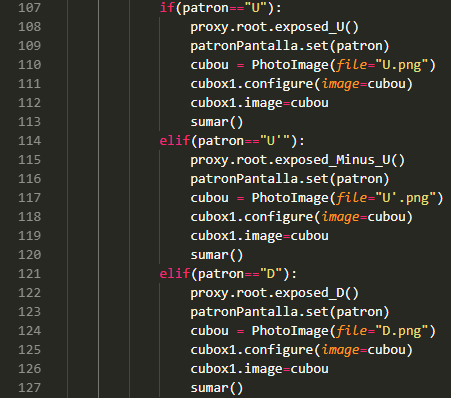 107 if(patron=="U"):
108 proxy.root.exposed_U()
109 patronPantalla.set(patron)
110 cubou = PhotoImage(file="U.png")
111 cubox1.configure(image=cubou)
112 cubox1.image=cubou
113 sumar()
114 elif(patron=="U'"):
115 proxy.root.exposed_Minus_U()
116 patronPantalla.set(patron)
117 cubou = PhotoImage(file="U'.png")
118 cubox1.configure(image=cubou)
119 cubox1.image=cubou
120 sumar()
121 elif(patron=="D"):
122 proxy.root.exposed_D()
123 patronPantalla.set(patron)
124 cubou = PhotoImage(file="D.png")
125 cubox1.configure(image=cubou)
126 cubox1.image=cubou
127 sumar()